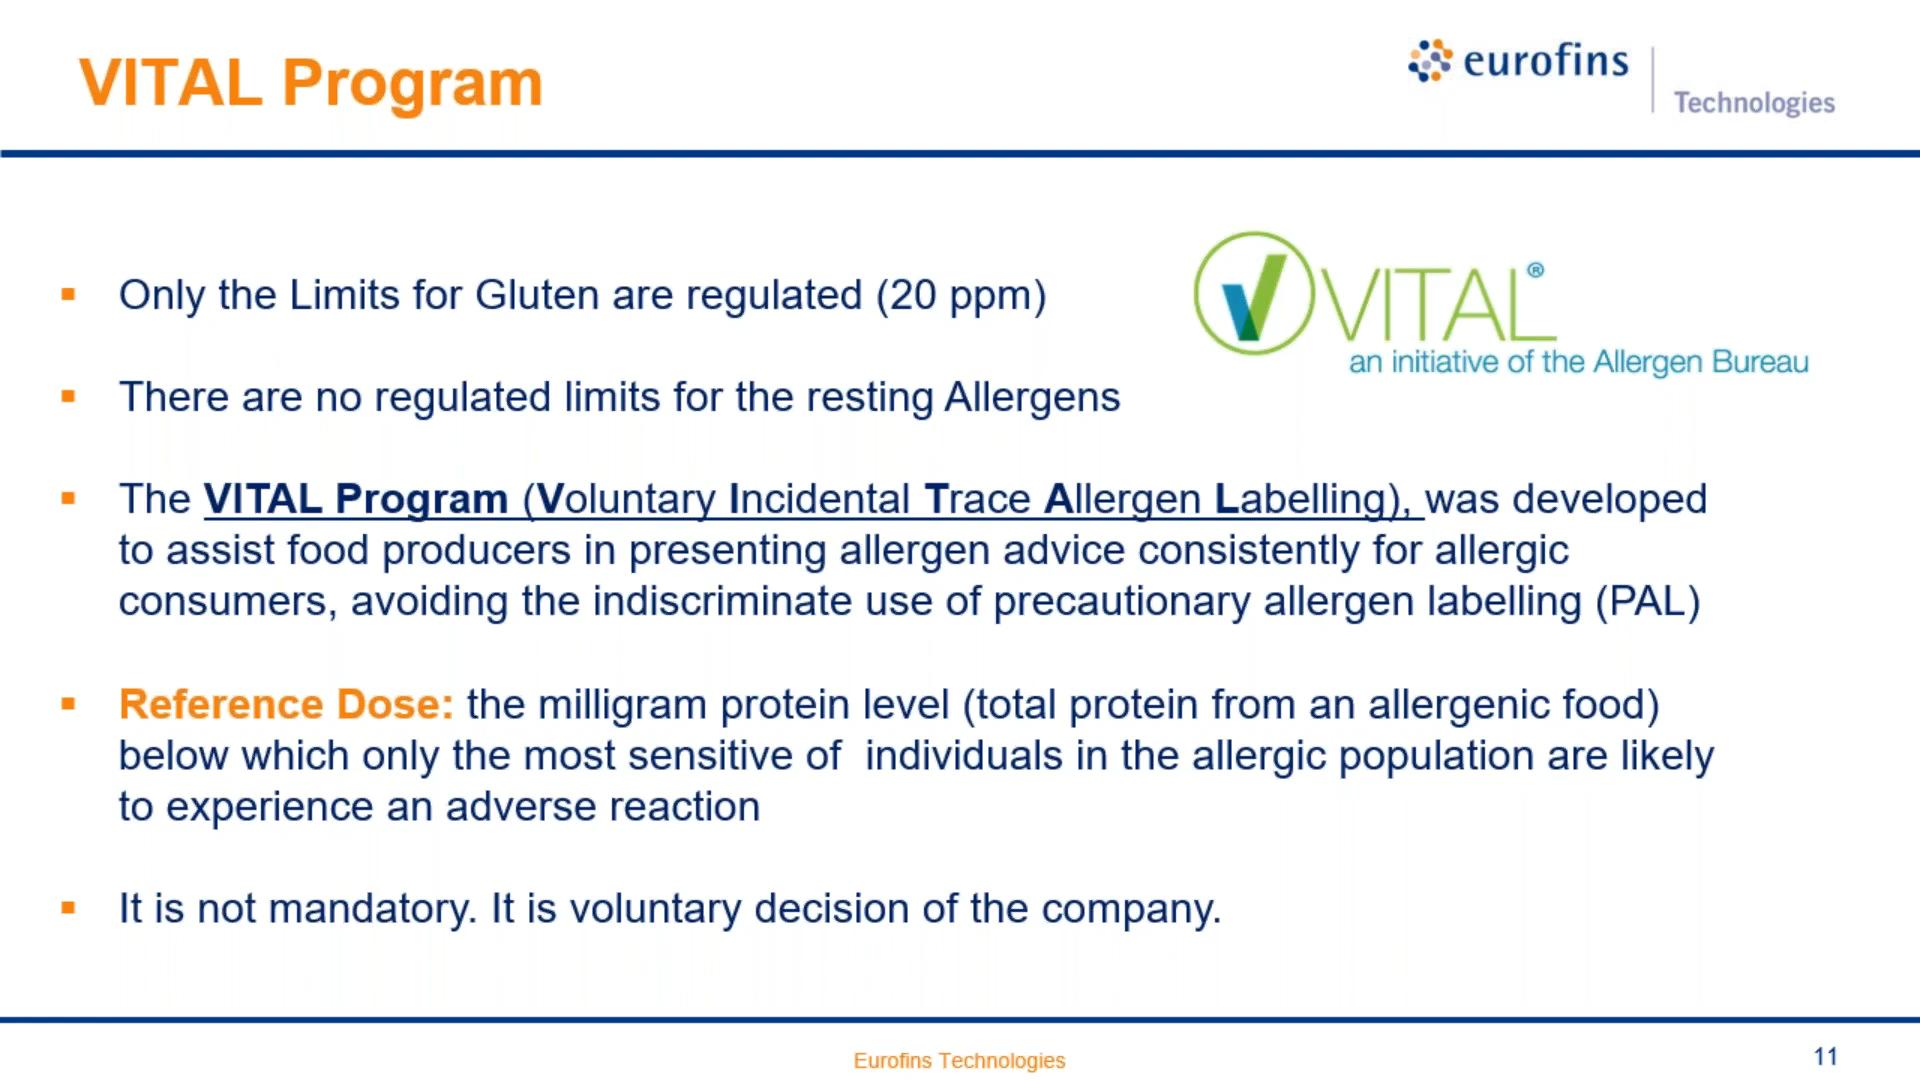 VITAL Program
eurofins
Technologies
▪ Only the Limits for Gluten are regulated (20 ppm)
VITAL®
an initiative of the Allergen Bureau
▪ There are no regulated limits for the resting Allergens
▪ The VITAL Program (Voluntary Incidental Trace Allergen Labelling), was developed
to assist food producers in presenting allergen advice consistently for allergic
consumers, avoiding the indiscriminate use of precautionary allergen labelling (PAL)
▪ Reference Dose: the milligram protein level (total protein from an allergenic food)
below which only the most sensitive of  individuals in the allergic population are likely
to experience an adverse reaction
▪ It is not mandatory. It is voluntary decision of the company.
Eurofins Technologies
11